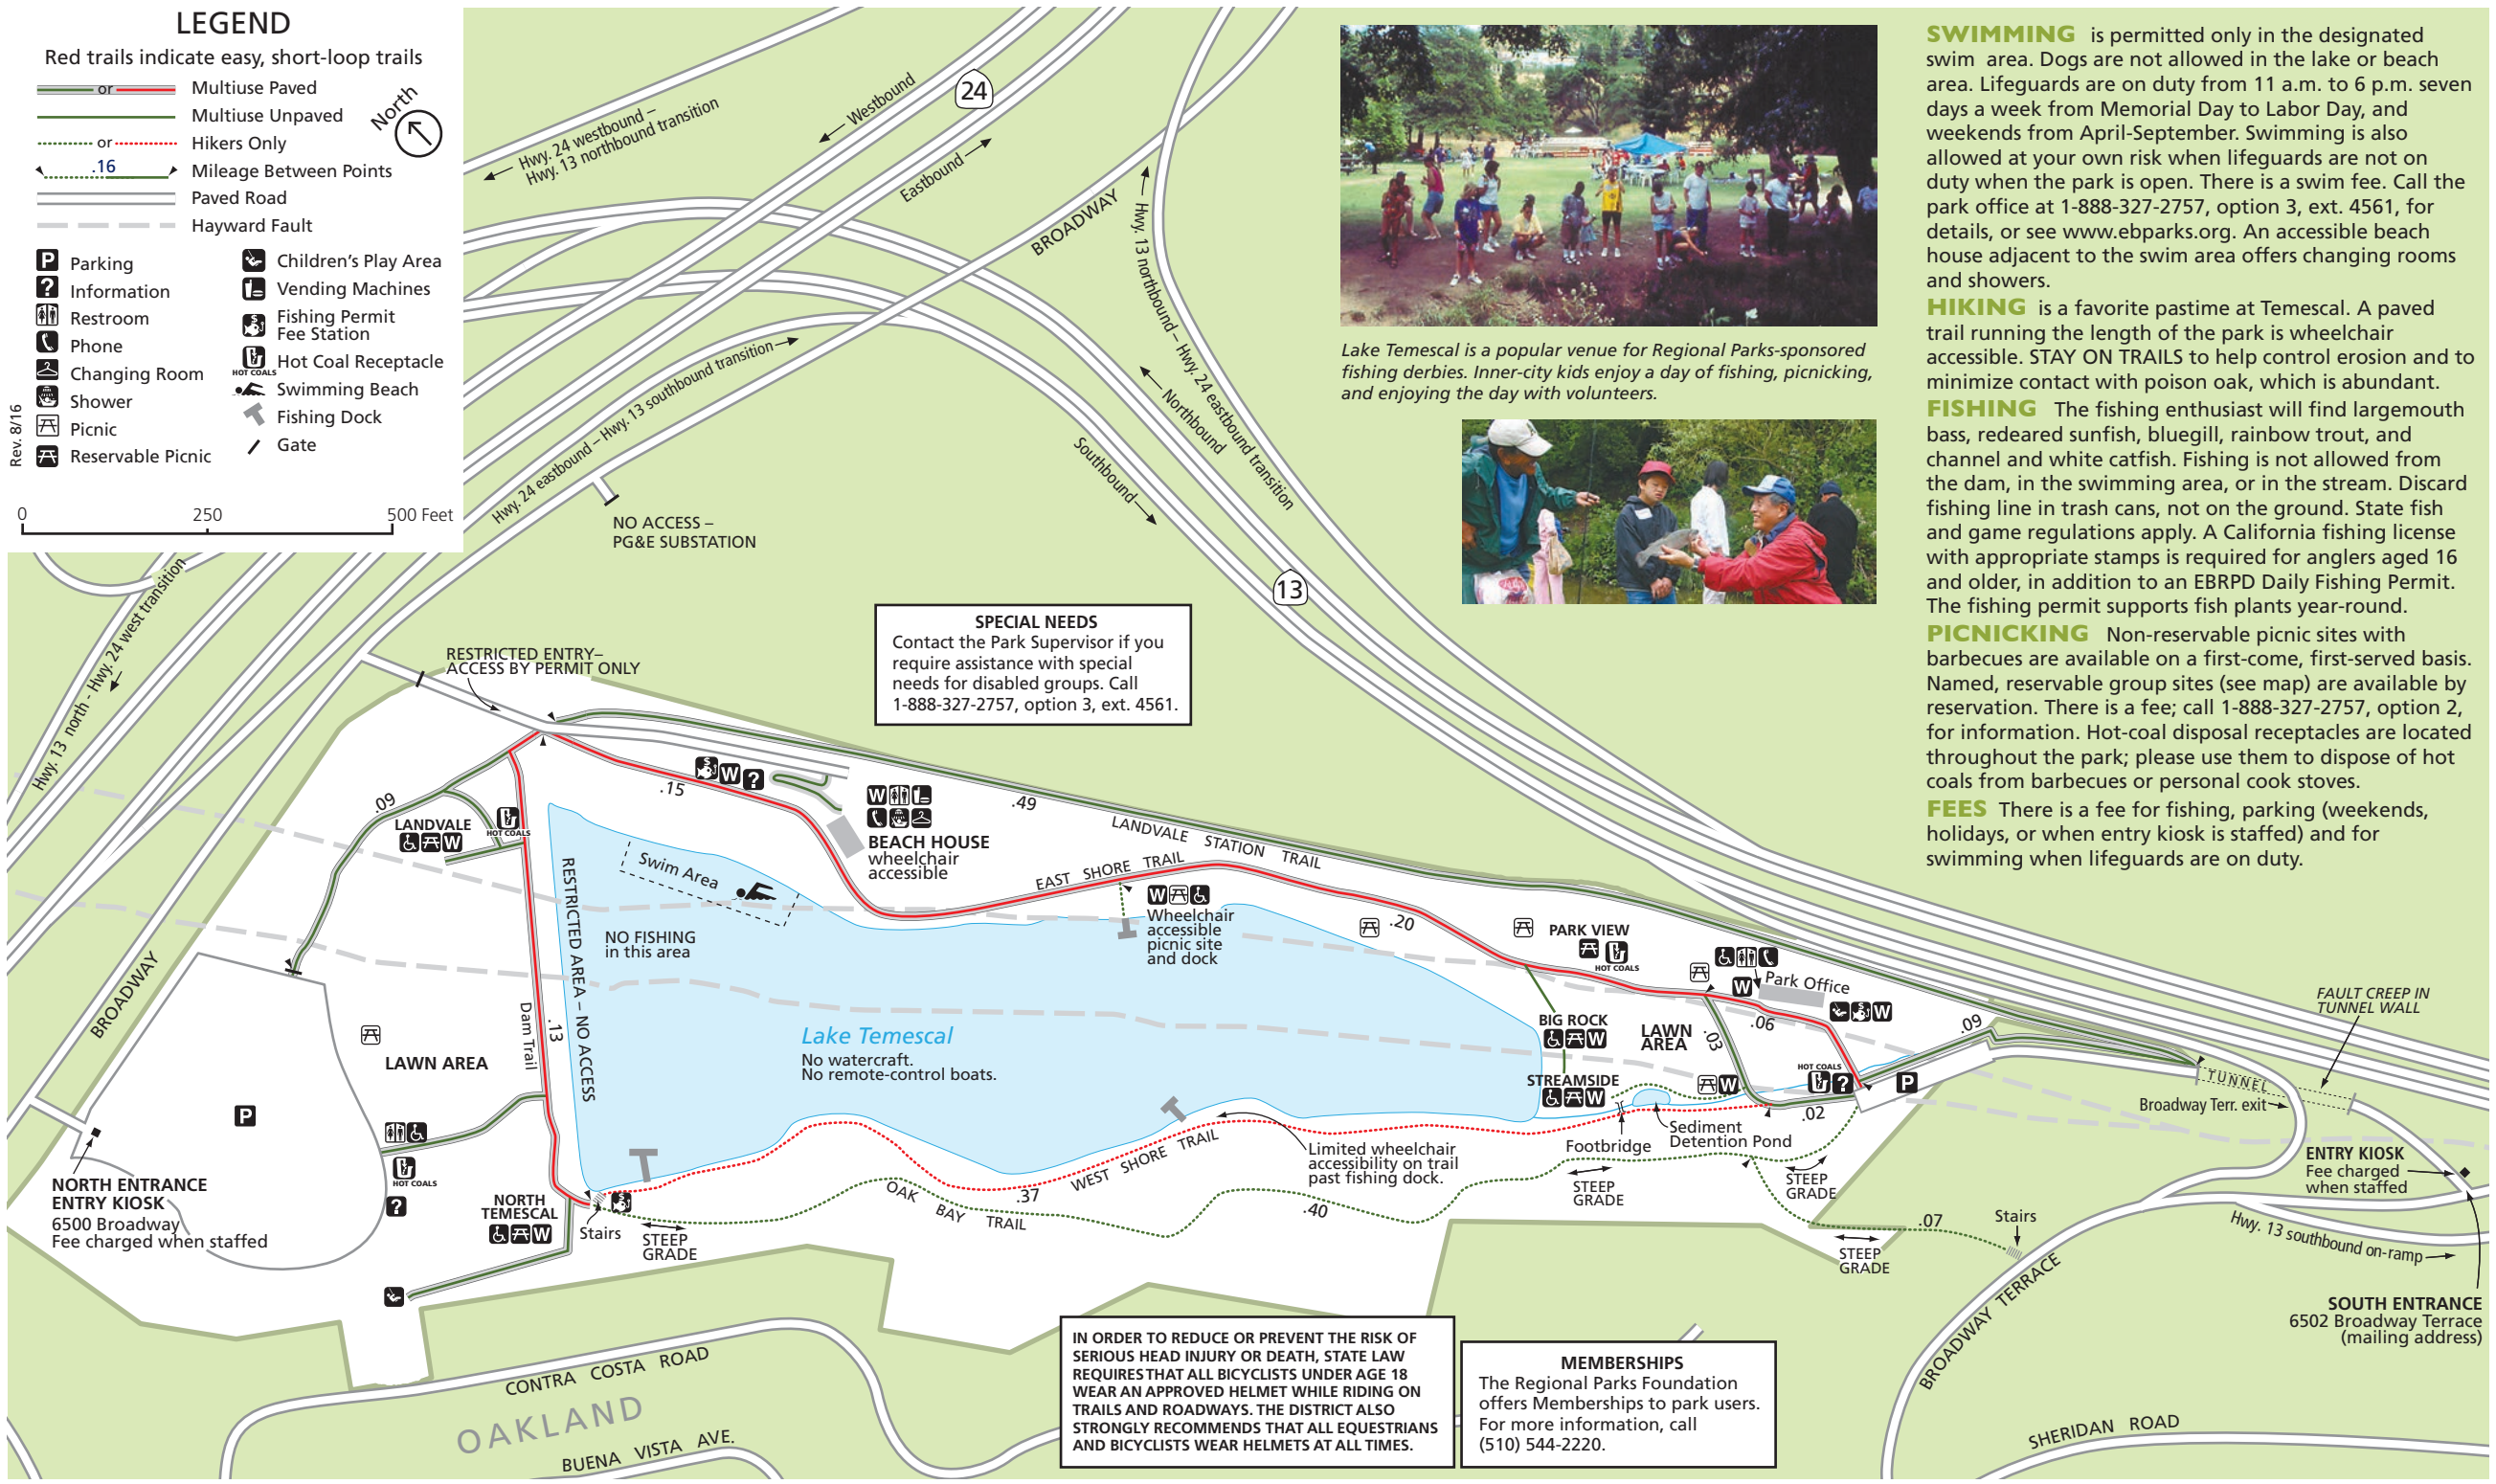 LEGEND
Red trails indicate easy, short-loop trails
or
Multiuse Paved
Multiuse Unpaved
or
Hikers Only
.16
Mileage Between Points
Paved Road
Hayward Fault
North
P Parking
? Information
Restroom
Phone
Changing Room
Shower
Picnic
Reservable Picnic
Children's Play Area
Vending Machines
Fishing Permit
Fee Station
HOT COALS
Hot Coal Receptacle
Swimming Beach
Fishing Dock
Gate
Rev. 8/16
0 250 500 Feet
Hwy. 24 westbound –
Hwy. 13 northbound transition
Westbound
24
Eastbound
BROADWAY
Hwy. 13 northbound – Hwy. 24 eastbound transition
Northbound
Southbound
13
Hwy. 24 eastbound – Hwy. 13 southbound transition
NO ACCESS –
PG&E SUBSTATION
Hwy. 13 north - Hwy. 24 west transition
Lake Temescal is a popular venue for Regional Parks-sponsored
fishing derbies. Inner-city kids enjoy a day of fishing, picnicking,
and enjoying the day with volunteers.
SWIMMING is permitted only in the designated
swim area. Dogs are not allowed in the lake or beach
area. Lifeguards are on duty from 11 a.m. to 6 p.m. seven
days a week from Memorial Day to Labor Day, and
weekends from April-September. Swimming is also
allowed at your own risk when lifeguards are not on
duty when the park is open. There is a swim fee. Call the
park office at 1-888-327-2757, option 3, ext. 4561, for
details, or see www.ebparks.org. An accessible beach
house adjacent to the swim area offers changing rooms
and showers.
HIKING is a favorite pastime at Temescal. A paved
trail running the length of the park is wheelchair
accessible. STAY ON TRAILS to help control erosion and to
minimize contact with poison oak, which is abundant.
FISHING The fishing enthusiast will find largemouth
bass, redeared sunfish, bluegill, rainbow trout, and
channel and white catfish. Fishing is not allowed from
the dam, in the swimming area, or in the stream. Discard
fishing line in trash cans, not on the ground. State fish
and game regulations apply. A California fishing license
with appropriate stamps is required for anglers aged 16
and older, in addition to an EBRPD Daily Fishing Permit.
The fishing permit supports fish plants year-round.
PICNICKING Non-reservable picnic sites with
barbecues are available on a first-come, first-served basis.
Named, reservable group sites (see map) are available by
reservation. There is a fee; call 1-888-327-2757, option 2,
for information. Hot-coal disposal receptacles are located
throughout the park; please use them to dispose of hot
coals from barbecues or personal cook stoves.
FEES There is a fee for fishing, parking (weekends,
holidays, or when entry kiosk is staffed) and for
swimming when lifeguards are on duty.
SPECIAL NEEDS
Contact the Park Supervisor if you
require assistance with special
needs for disabled groups. Call
1-888-327-2757, option 3, ext. 4561.
RESTRICTED ENTRY–
ACCESS BY PERMIT ONLY
.09
LANDVALE
W
HOT COALS
.15
W ?
W
BEACH HOUSE
wheelchair
accessible
.49
LANDVALE STATION TRAIL
EAST SHORE TRAIL
Swim Area
RESTRICTED AREA – NO ACCESS
NO FISHING
in this area
W
Wheelchair
accessible
picnic site
and dock
.20
PARK VIEW
HOT COALS
W
Park Office
W
.06
.03
.09
BIG ROCK
W
LAWN
AREA
STREAMSIDE
W
W
HOT COALS
?
P
.02
TUNNEL
FAULT CREEP IN
TUNNEL WALL
Broadway Terr. exit
ENTRY KIOSK
Fee charged
when staffed
Dam Trail
.13
Lake Temescal
No watercraft.
No remote-control boats.
BROADWAY
LAWN AREA
P
HOT COALS
?
NORTH ENTRANCE
ENTRY KIOSK
6500 Broadway
Fee charged when staffed
NORTH
TEMESCAL
W
Stairs
STEEP
GRADE
OAK BAY TRAIL
.37
WEST SHORE TRAIL
Limited wheelchair
accessibility on trail
past fishing dock.
.40
Footbridge
Sediment
Detention Pond
STEEP
GRADE
STEEP
GRADE
STEEP
GRADE
.07
Stairs
Hwy. 13 southbound on-ramp
SOUTH ENTRANCE
6502 Broadway Terrace
(mailing address)
BROADWAY TERRACE
SHERIDAN ROAD
CONTRA COSTA ROAD
OAKLAND
BUENA VISTA AVE.
IN ORDER TO REDUCE OR PREVENT THE RISK OF
SERIOUS HEAD INJURY OR DEATH, STATE LAW
REQUIRES THAT ALL BICYCLISTS UNDER AGE 18
WEAR AN APPROVED HELMET WHILE RIDING ON
TRAILS AND ROADWAYS. THE DISTRICT ALSO
STRONGLY RECOMMENDS THAT ALL EQUESTRIANS
AND BICYCLISTS WEAR HELMETS AT ALL TIMES.
MEMBERSHIPS
The Regional Parks Foundation
offers Memberships to park users.
For more information, call
(510) 544-2220.